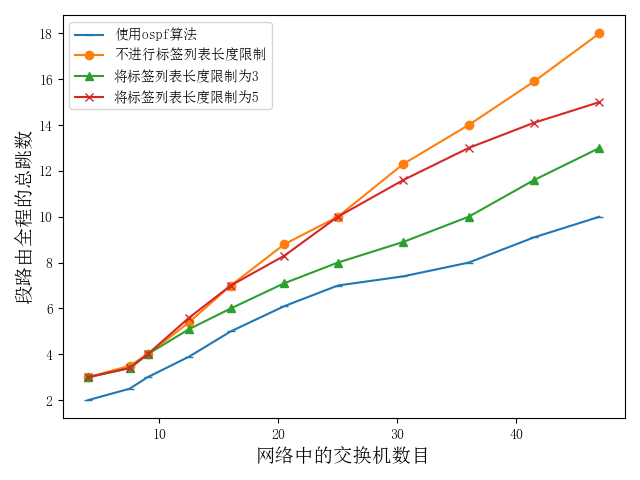 使用ospf算法
不进行标签列表长度限制
将标签列表长度限制为3
将标签列表长度限制为5
18
16
14
12
10
8
6
4
2
段路由全程的总跳数
10
20
30
40
网络中的交换机数目